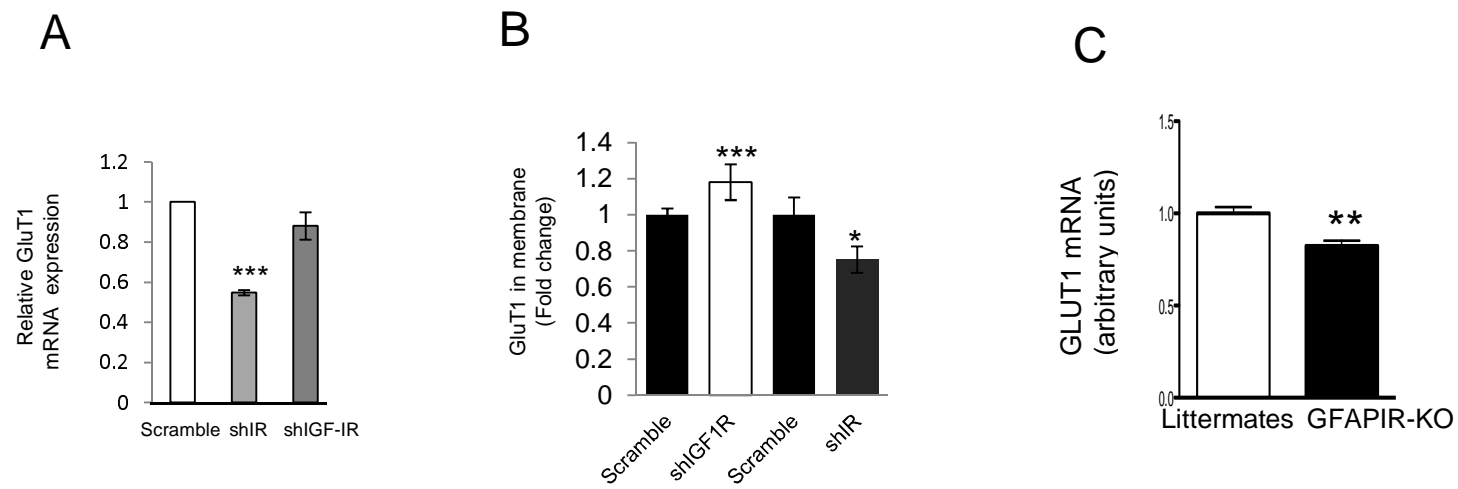 A
B
C
Relative GluT1
mRNA expression
1.2
1
0.8
0.6
0.4
0.2
0
***
Scramble shIR shIGF-IR
GluT1 in membrane
(Fold change)
1.4
1.2
1
0.8
0.6
0.4
0.2
0
***
*
Scramble
shIGF1R
Scramble
shIR
GLUT1 mRNA
(arbitrary units)
1.5
1.0
0.5
0.0
**
Littermates GFAPIR-KO